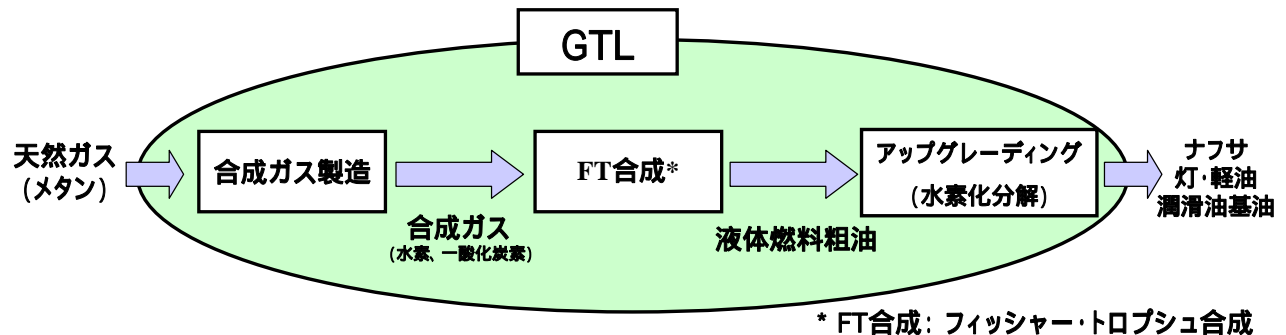 GTL
天然ガス
(メタン)
合成ガス製造
合成ガス
(水素、一酸化炭素)
FT合成*
液体燃料粗油
アップグレーディング
(水素化分解)
ナフサ
灯・軽油
潤滑油基油
* FT合成: フィッシャー・トロプシュ合成